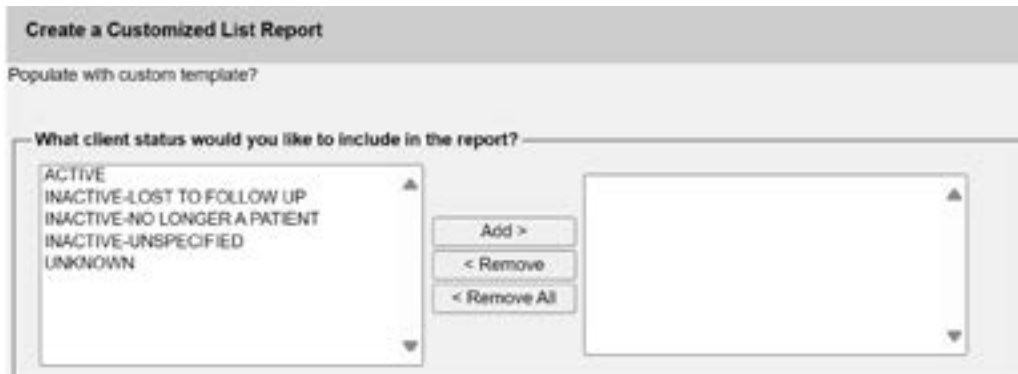 Create a Customized List Report
Populate with custom template?
What client status would you like to include in the report?
ACTIVE
INACTIVE-LOST TO FOLLOW UP
INACTIVE-NO LONGER A PATIENT
INACTIVE-UNSPECIFIED
UNKNOWN
Add >
< Remove
< Remove All